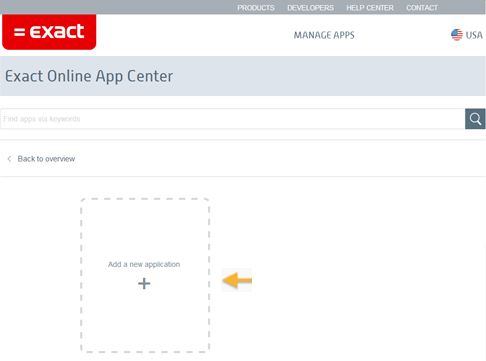 PRODUCTS DEVELOPERS HELP CENTER CONTACT
= exact
MANAGE APPS
USA
Exact Online App Center
Find apps via keywords
Back to overview
Add a new application
+